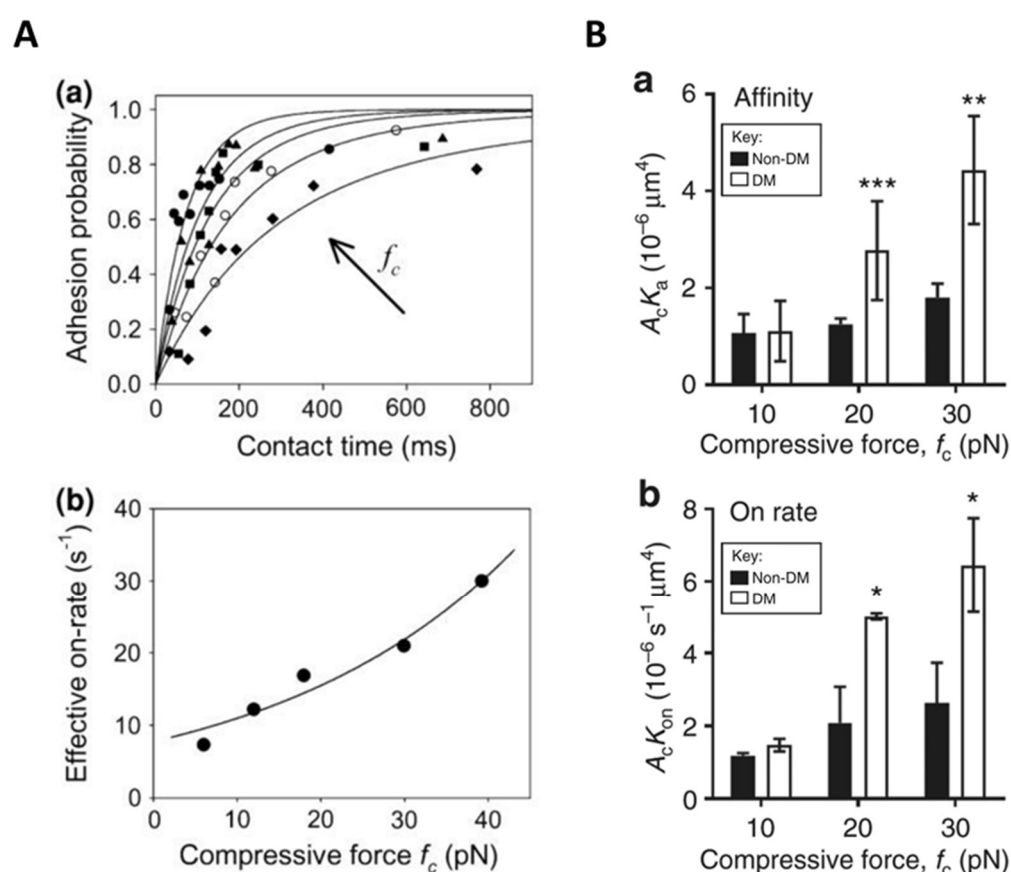 A
(a)
Adhesion probability
1.0
0.8
0.6
0.4
0.2
0.0
f_c
0 200 400 600 800
Contact time (ms)
(b)
Effective on-rate (s⁻¹)
40
30
20
10
0
0 10 20 30 40
Compressive force f_c (pN)
B
a
Affinity
Key:
Non-DM
DM
A_cK_a (10⁻⁶ μm⁴)
6
4
2
0
***
**
10 20 30
Compressive force, f_c (pN)
b
On rate
Key:
Non-DM
DM
A_cK_on (10⁻⁶ s⁻¹ μm⁴)
8
6
4
2
0
*
*
10 20 30
Compressive force, f_c (pN)